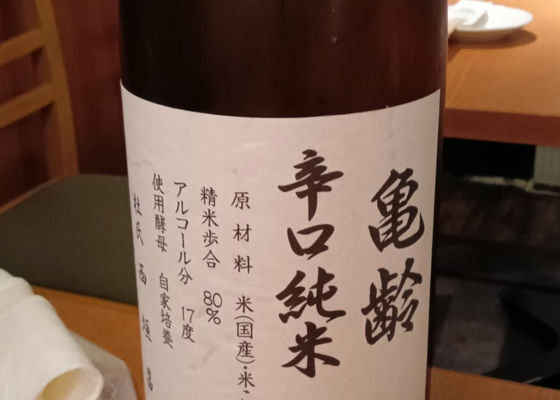 亀齢
辛口純米
原材料 米(国産)・米
精米歩合 80%
アルコール分 17度
使用酵母 自家培養
杜氏 西垣